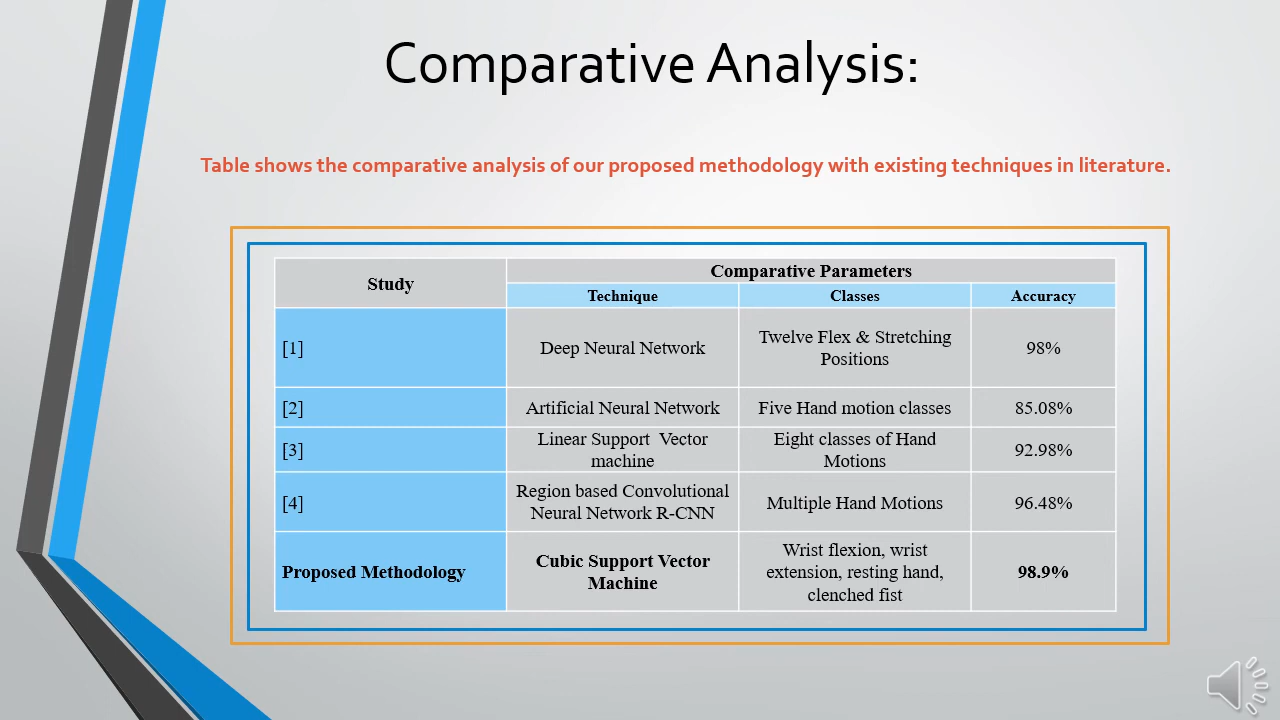 Comparative Analysis:
Table shows the comparative analysis of our proposed methodology with existing techniques in literature.
Study
Comparative Parameters
Technique
Classes
Accuracy
[1]
Deep Neural Network
Twelve Flex & Stretching
Positions
98%
[2]
Artificial Neural Network
Five Hand motion classes
85.08%
[3]
Linear Support Vector
machine
Eight classes of Hand
Motions
92.98%
[4]
Region based Convolutional
Neural Network R-CNN
Multiple Hand Motions
96.48%
Proposed Methodology
Cubic Support Vector
Machine
Wrist flexion, wrist
extension, resting hand,
clenched fist
98.9%